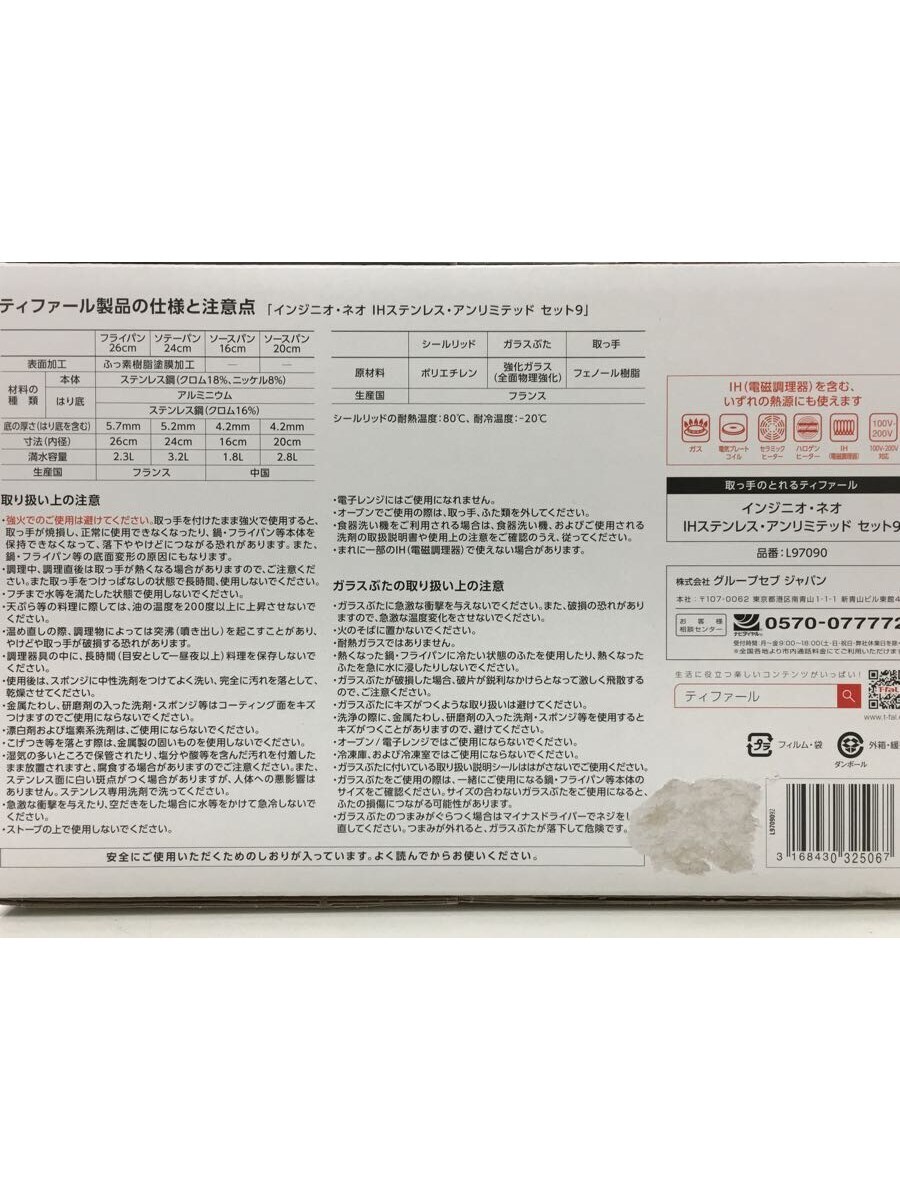 ティファール製品の仕様と注意点 「インジニオ・ネオ IHステンレス・アンリミテッド セット9」
フライパン 26cm ソテーパン 24cm ソースパン 16cm ソースパン 20cm
表面加工 ふっ素樹脂塗膜加工 — —
材料の種類 本体 ステンレス鋼(クロム18%、ニッケル8%)
はり底 アルミニウム
ステンレス鋼(クロム16%)
底の厚さ(はり底を含む) 5.7mm 5.2mm 4.2mm 4.2mm
寸法(内径) 26cm 24cm 16cm 20cm
満水容量 2.3L 3.2L 1.8L 2.8L
生産国 フランス 中国
シールリッド ガラスぶた 取っ手
原材料 ポリエチレン 強化ガラス(全面物理強化) フェノール樹脂
生産国 フランス
シールリッドの耐熱温度:80℃、耐冷温度:-20℃
取り扱い上の注意
・強火でのご使用は避けてください。取っ手を付けたまま強火で使用すると、
取っ手が焼損し、正常に使用できなくなったり、鍋・フライパン等本体を
保持できなくなって、落下ややけどにつながる恐れがあります。また、
鍋・フライパン等の底面変形の原因にもなります。
・調理中、調理直後は取っ手が熱くなる場合がありますので、ご注意くださ
い。また取っ手をつけっぱなしの状態で長時間、使用しないでください。
・フチまで水等を満たした状態で使用しないでください。
・天ぷら等の料理に際しては、油の温度を200度以上に上昇させないで
ください。
・温め直しの際、調理物によっては突沸(噴き出し)を起こすことがあり、
やけどや取っ手が破損する恐れがあります。
・調理器具の中に、長時間(目安として一昼夜以上)料理を保存しないで
ください。
・使用後は、スポンジに中性洗剤をつけてよく洗い、完全に汚れを落として、
乾燥させてください。
・金属たわし、研磨剤の入った洗剤・スポンジ等はコーティング面をキズ
つけますのでご使用にならないでください。
・漂白剤および塩素系洗剤は、ご使用にならないでください。
・こげつき等を落とす際は、金属製の固いものを使用しないでください。
・湿気の多いところで保管されたり、塩分や酸等を含んだ汚れを付着した
まま放置されますと、腐食する場合がありますのでご注意ください。また
ステンレス面に白い斑点がつく場合がありますが、人体への悪影響は
ありません。ステンレス専用洗剤で洗ってください。
・急激な衝撃を与えたり、空だきをした場合に水等をかけて急冷しないで
ください。
・ストーブの上で使用しないでください。
・電子レンジにはご使用になれません。
・オーブンでご使用の際は、取っ手、ふた類を外してください。
・食器洗い機をご利用される場合は、食器洗い機、およびご使用される
洗剤の取扱説明書や使用上の注意をご確認のうえ、従ってください。
・まれに一部のIH(電磁調理器)で使えない場合があります。
ガラスぶたの取り扱い上の注意
・ガラスぶたに急激な衝撃を与えないでください。また、破損の恐れがあり
ますので、急激な温度変化をさせないでください。
・火のそばに置かないでください。
・耐熱ガラスではありません。
・熱くなった鍋・フライパンに冷たい状態のふたを使用したり、熱くなった
ふたを急に水に浸したりしないでください。
・ガラスぶたが破損した場合、破片が鋭利なかけらとなって激しく飛散する
ので、ご注意ください。
・ガラスぶたにキズがつくような取り扱いは避けてください。
・洗浄の際に、金属たわし、研磨剤の入った洗剤・スポンジ等を使用すると
キズがつくことがありますので、避けてください。
・オーブン/電子レンジではご使用にならないでください。
・冷凍庫、および冷凍室ではご使用にならないでください。
・ガラスぶたに付いている取り扱い説明シールははがさないでご使用ください。
・ガラスぶたをご使用の際は、一緒にご使用になる鍋・フライパン等本体の
サイズをご確認ください。サイズの合わないガラスぶたをご使用になると、
ふたの損傷につながる可能性があります。
・ガラスぶたのつまみがぐらつく場合はマイナスドライバーでネジをし
直してください。つまみが外れると、ガラスぶたが落下して危険です。
安全にご使用いただくためのしおりが入っています。よく読んでからお使いください。
IH(電磁調理器)を含む、
いずれの熱源にも使えます
100V-200V
ガス 電気プレートコイル セラミックヒーター ハロゲンヒーター IH(電磁調理器) 100V-200V対応
取っ手のとれるティファール
インジニオ・ネオ
IHステンレス・アンリミテッド セット9
品番:L97090
株式会社 グループセブ ジャパン
本社:〒107-0062 東京都港区南青山1-1-1 新青山ビル東館4
お客様相談センター ナビダイヤル 0570-077772
受付時間:月~金9:00~18:00(土・日・祝日・弊社休業日を除
※全国各地より市内通話料金にてご利用いただけます
生活に役立つ楽しいコンテンツがいっぱい!
ティファール
T-fal
www.t-fal.
プラ フィルム・袋
ダンボール 外箱・緩
L9709092
3 168430 325067